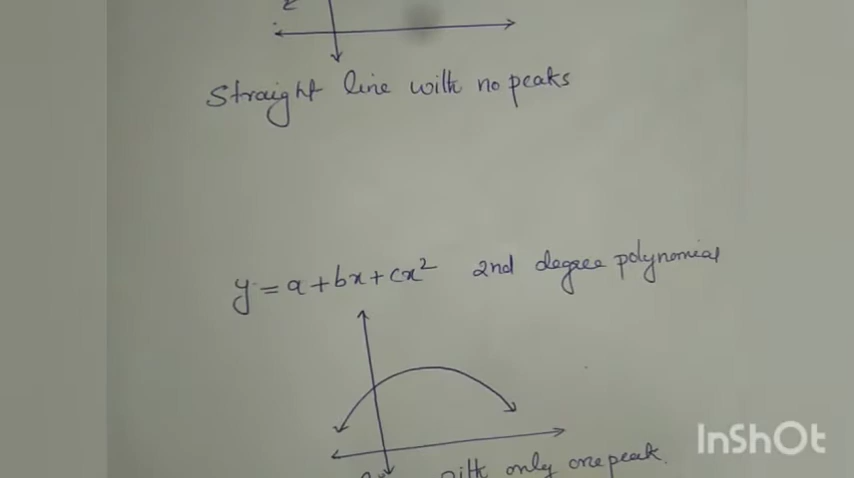 Straight line with no peaks
y = a + bx + cx² 2nd degree polynomial
with only one peak.
InShOt